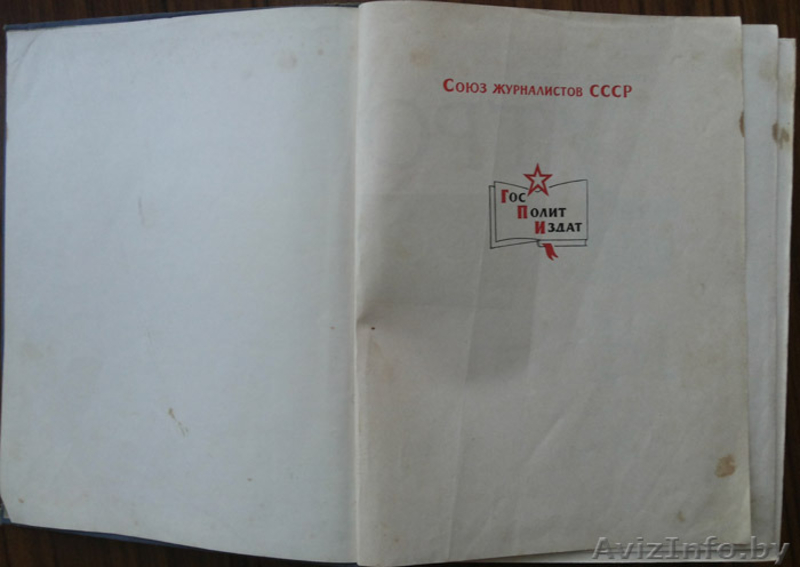 Союз журналистов СССР
Гос
Полит
Издат
AvizInfo.by